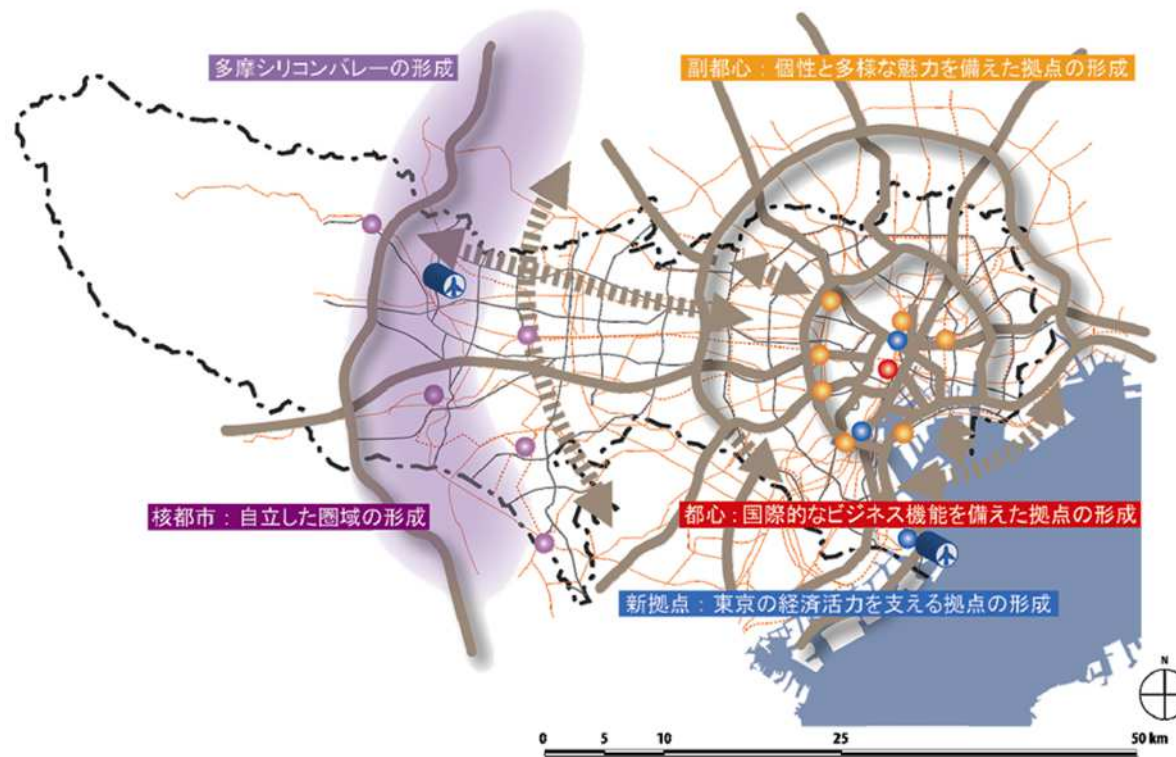 多摩シリコンバレーの形成
副都心：個性と多様な魅力を備えた拠点の形成
核都市：自立した圏域の形成
都心：国際的なビジネス機能を備えた拠点の形成
新拠点：東京の経済活力を支える拠点の形成
N
0 5 10 25 50 km